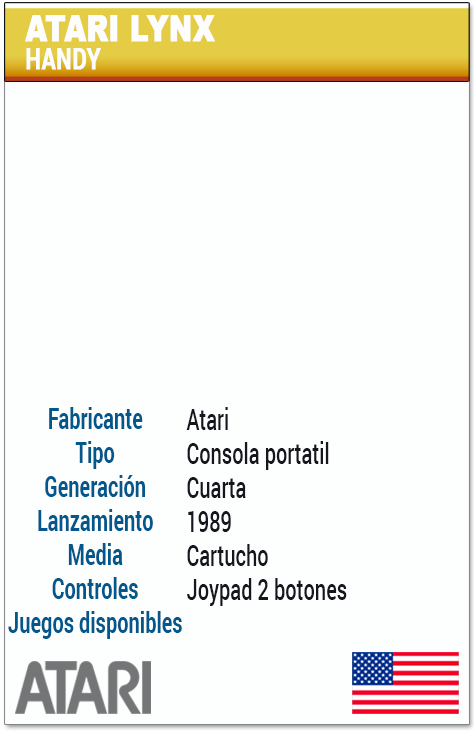 ATARI LYNX
HANDY
Fabricante Atari
Tipo Consola portatil
Generación Cuarta
Lanzamiento 1989
Media Cartucho
Controles Joypad 2 botones
Juegos disponibles
ATARI